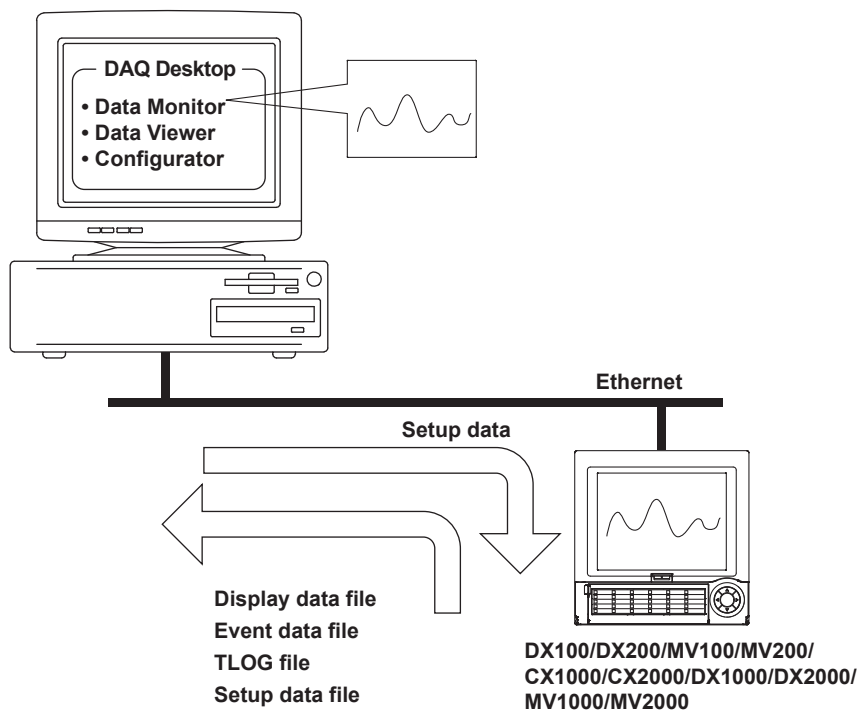 DAQ Desktop
• Data Monitor
• Data Viewer
• Configurator
Ethernet
Setup data
Display data file
Event data file
TLOG file
Setup data file
DX100/DX200/MV100/MV200/
CX1000/CX2000/DX1000/DX2000/
MV1000/MV2000